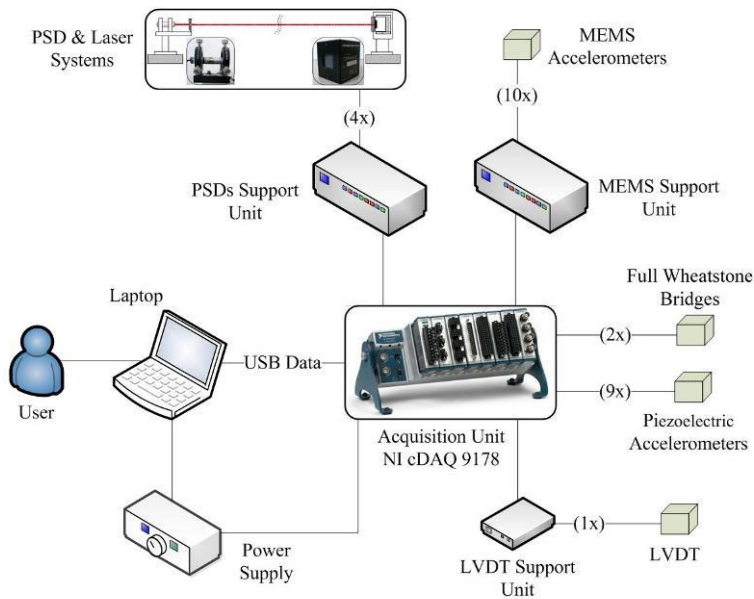 PSD & Laser
Systems
MEMS
Accelerometers
(4x)
(10x)
PSDs Support
Unit
MEMS Support
Unit
Full Wheatstone
Bridges
Laptop
(2x)
USB Data
User
(9x)
Piezoelectric
Accelerometers
Acquisition Unit
NI cDAQ 9178
Power
Supply
(1x)
LVDT Support
Unit
LVDT